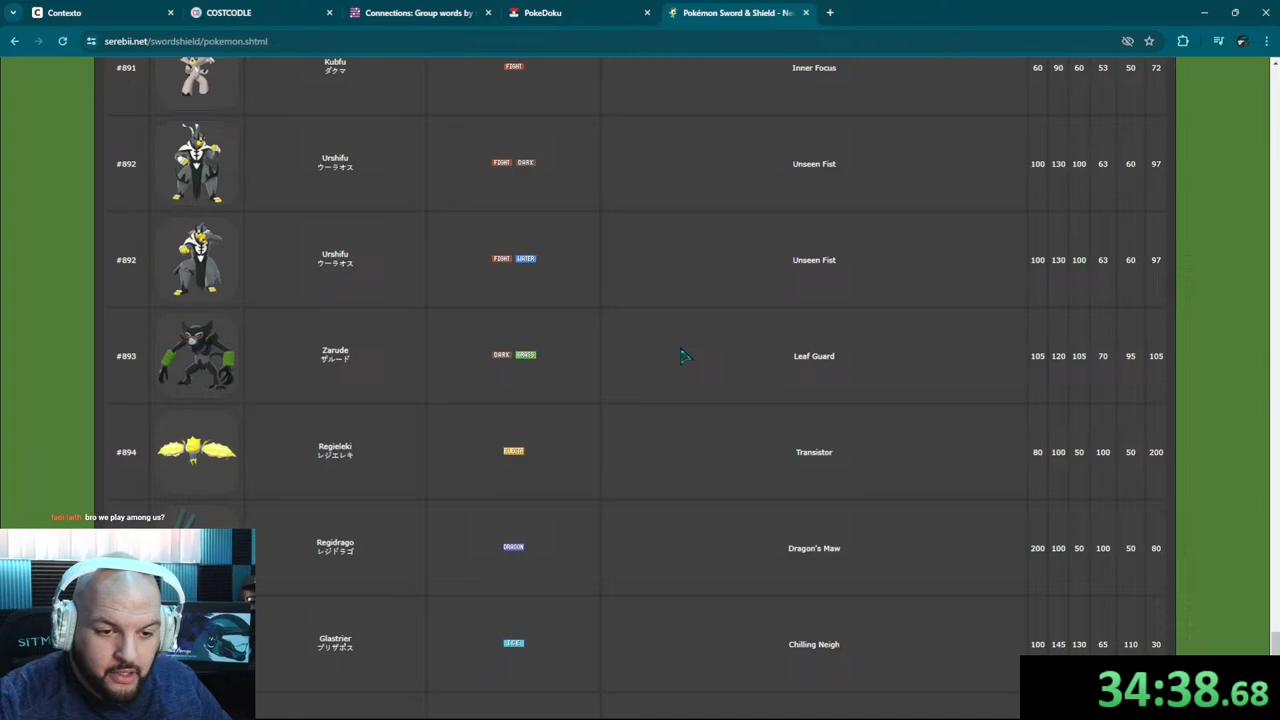 Contexto
COSTCODLE
Connections: Group words by
PokeDoku
Pokémon Sword & Shield - Ne
serebii.net/swordshield/pokemon.shtml
#891
Kubfu
ダクマ
FIGHT
Inner Focus
60 90 60 53 50 72
#892
Urshifu
ウーラオス
FIGHT DARK
Unseen Fist
100 130 100 63 60 97
#892
Urshifu
ウーラオス
FIGHT WATER
Unseen Fist
100 130 100 63 60 97
#893
Zarude
ザルード
DARK GRASS
Leaf Guard
105 120 105 70 95 105
#894
Regieleki
レジエレキ
Transistor
80 100 50 100 50 200
Regidrago
レジドラゴ
DRAGON
Dragon's Maw
200 100 50 100 50 80
Glastrier
ブリザポス
ICE
Chilling Neigh
100 145 130 65 110 30
bro we play among us?
SITM
34:38.68